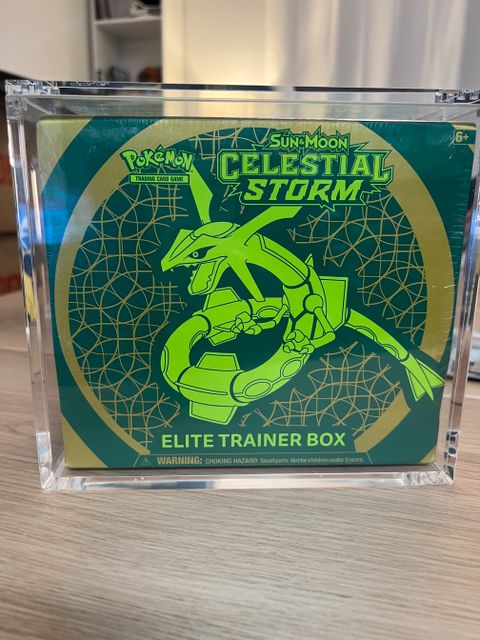 Pokémon
TRADING CARD GAME
SUN & MOON
CELESTIAL
STORM
6+
ELITE TRAINER BOX
WARNING: CHOKING HAZARD Small parts. Not for children under 3 years.